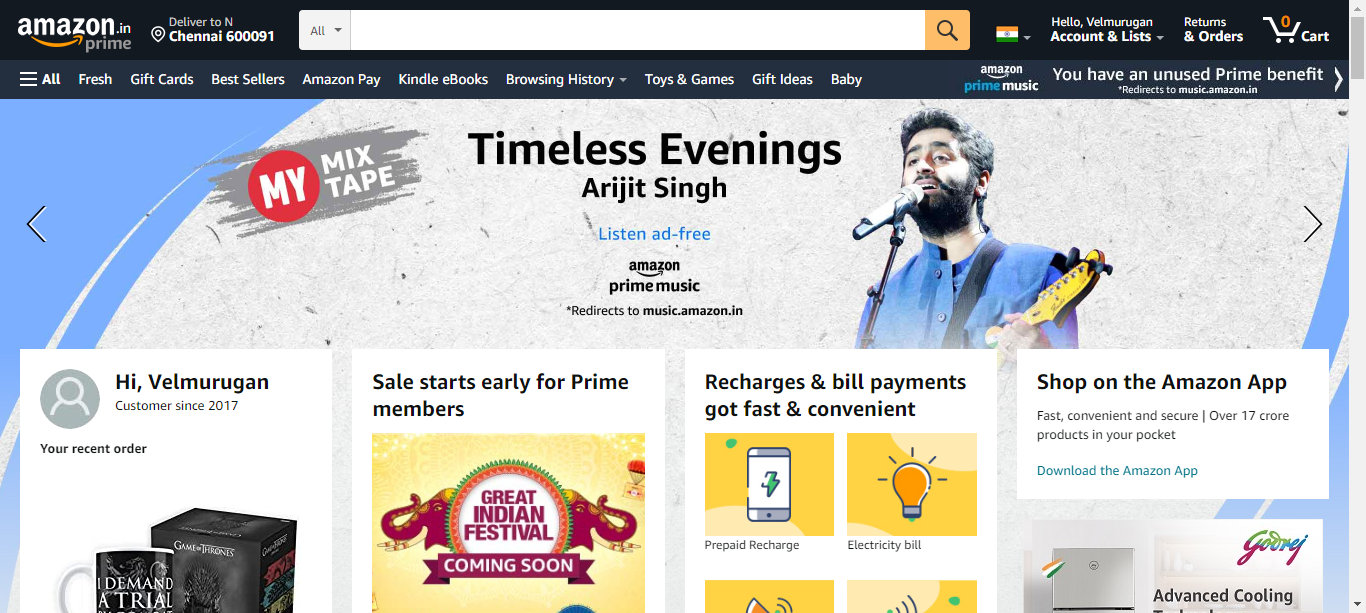 amazon.in
prime
Deliver to N
Chennai 600091
All
Hello, Velmurugan
Account & Lists
Returns
& Orders
0
Cart
All
Fresh
Gift Cards
Best Sellers
Amazon Pay
Kindle eBooks
Browsing History
Toys & Games
Gift Ideas
Baby
amazon
prime music
You have an unused Prime benefit
*Redirects to music.amazon.in
MY
MIX
TAPE
Timeless Evenings
Arijit Singh
Listen ad-free
amazon
prime music
*Redirects to music.amazon.in
Hi, Velmurugan
Customer since 2017
Your recent order
GAME OF THRONES
I DEMAND
A TRIAL
Sale starts early for Prime
members
GREAT
INDIAN
FESTIVAL
COMING SOON
Recharges & bill payments
got fast & convenient
Prepaid Recharge
Electricity bill
Shop on the Amazon App
Fast, convenient and secure | Over 17 crore
products in your pocket
Download the Amazon App
Godrej
Advanced Cooling